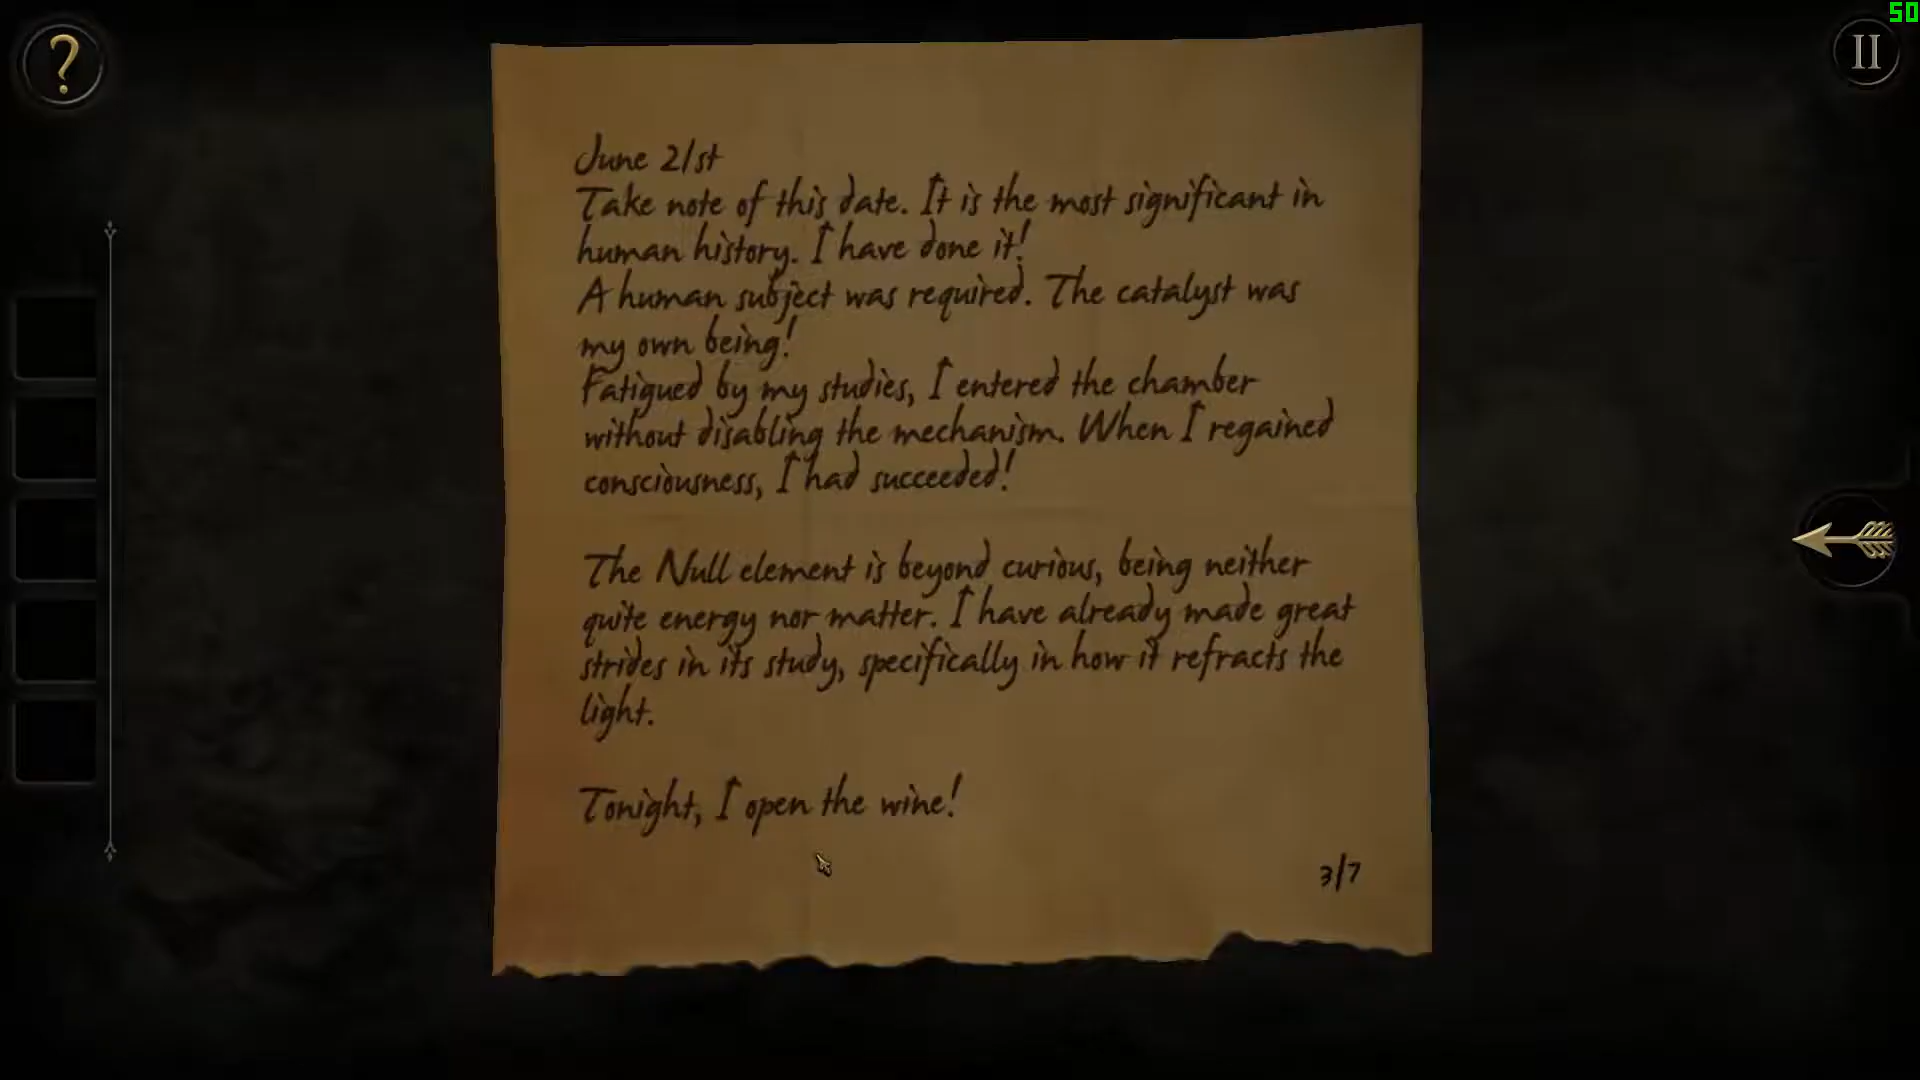 50
?
II
June 21st
Take note of this date. It is the most significant in
human history. I have done it!
A human subject was required. The catalyst was
my own being!
Fatigued by my studies, I entered the chamber
without disabling the mechanism. When I regained
consciousness, I had succeeded!
The Null element is beyond curious, being neither
quite energy nor matter. I have already made great
strides in its study, specifically in how it refracts the
light.
Tonight, I open the wine!
3/7